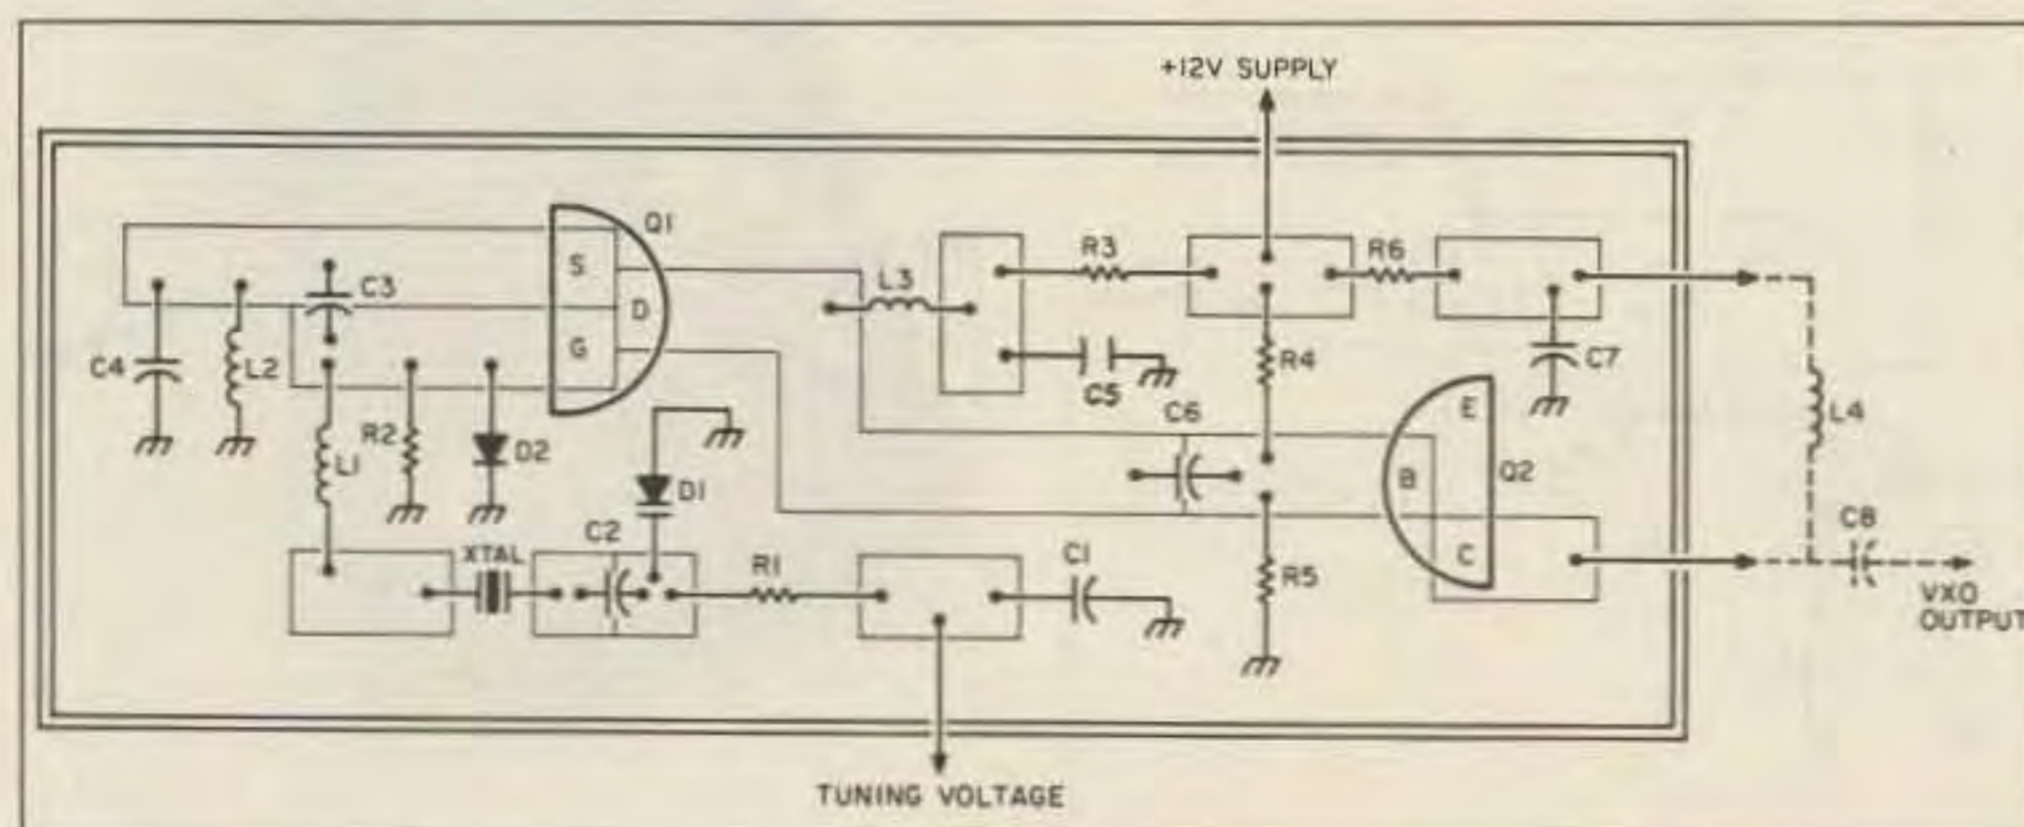 +12V SUPPLY
Q1
S
D
G
C3
C4
L2
L3
R3
R6
C5
R4
C7
R2
L1
D2
D1
C6
E
B
Q2
C
L4
XTAL
C2
R1
C1
R5
C8
VXO
OUTPUT
TUNING VOLTAGE